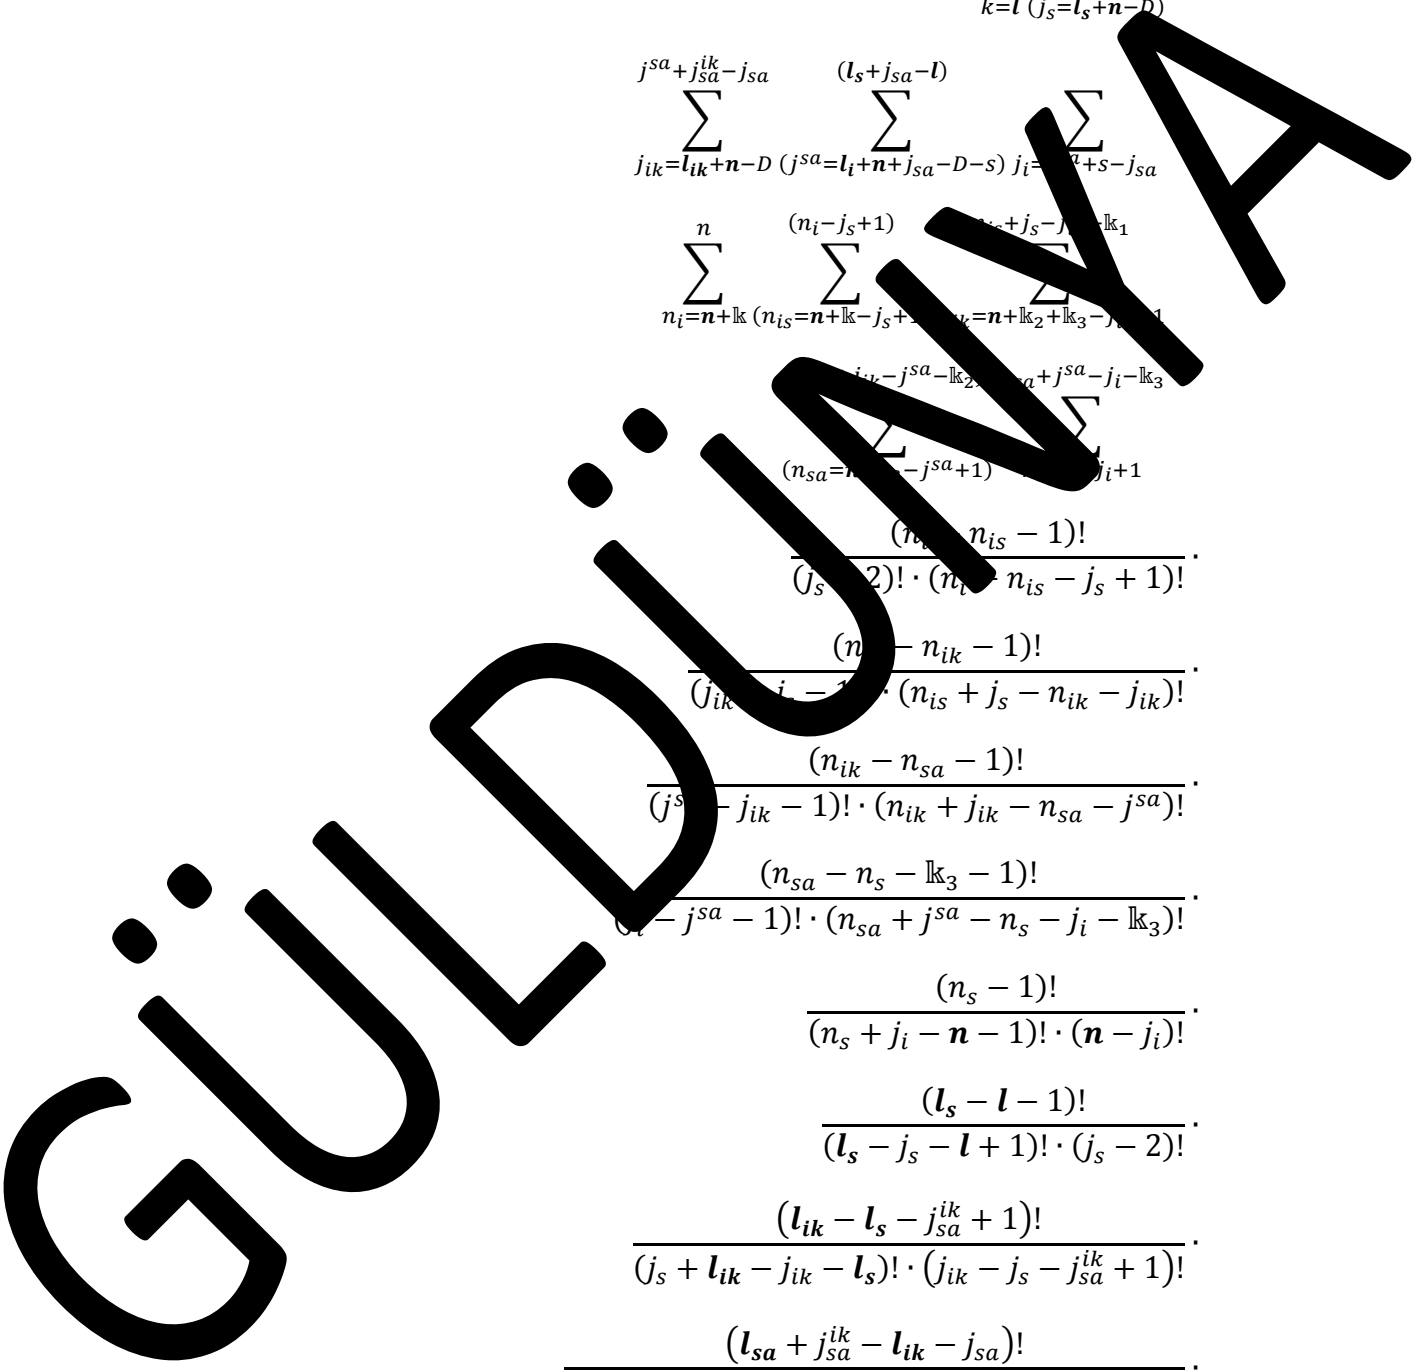 k=l (j_s=l_s+n−D)
j^{sa}+j_{sa}^{ik}−j_{sa} (l_s+j_{sa}−l)
∑ ∑ ∑
j_{ik}=l_{ik}+n−D (j^{sa}=l_i+n+j_{sa}−D−s) +s−j_{sa}
n (n_i−j_s+1) +j_s− 𝕜_1
∑ ∑ ∑
n_i=n+𝕜 (n_{is}=n+𝕜−j_s+ =n+𝕜_2+𝕜_3−
−j^{sa}−𝕜_2 +j^{sa}−j_i−𝕜_3
∑ ∑
(n_{sa}= −j^{sa}+1) j_i+1
n_{is} − 1)!
2)! · (n_i − n_{is} − j_s + 1)! ·
− n_{ik} − 1)!
(j_{ik} · (n_{is} + j_s − n_{ik} − j_{ik})! ·
(n_{ik} − n_{sa} − 1)!
− j_{ik} − 1)! · (n_{ik} + j_{ik} − n_{sa} − j^{sa})! ·
(n_{sa} − n_s − 𝕜_3 − 1)!
− j^{sa} − 1)! · (n_{sa} + j^{sa} − n_s − j_i − 𝕜_3)! ·
(n_s − 1)!
(n_s + j_i − n − 1)! · (n − j_i)! ·
(l_s − l − 1)!
(l_s − j_s − l + 1)! · (j_s − 2)! ·
(l_{ik} − l_s − j_{sa}^{ik} + 1)!
(j_s + l_{ik} − j_{ik} − l_s)! · (j_{ik} − j_s − j_{sa}^{ik} + 1)! ·
(l_{sa} + j_{sa}^{ik} − l_{ik} − j_{sa})! ·
GÜLDÜNYA